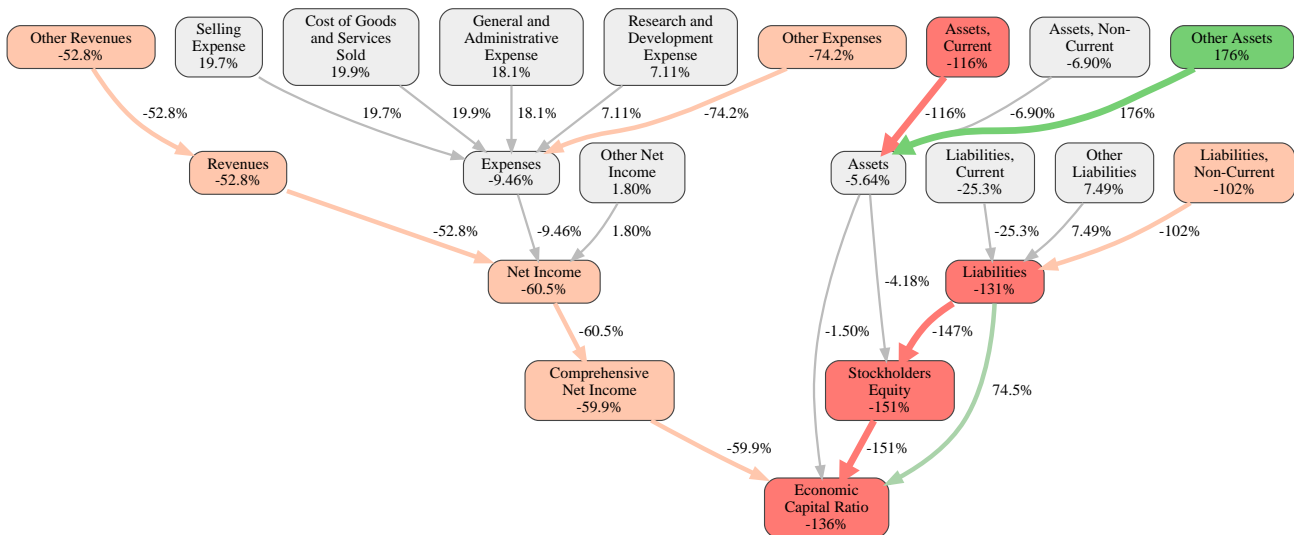 Other Revenues
-52.8%
Selling
Expense
19.7%
Cost of Goods
and Services
Sold
19.9%
General and
Administrative
Expense
18.1%
Research and
Development
Expense
7.11%
Other Expenses
-74.2%
Assets,
Current
-116%
Assets, Non-
Current
-6.90%
Other Assets
176%
-52.8%
19.7%
19.9%
18.1%
7.11%
-74.2%
-116%
-6.90%
176%
Revenues
-52.8%
Expenses
-9.46%
Other Net
Income
1.80%
Assets
-5.64%
Liabilities,
Current
-25.3%
Other
Liabilities
7.49%
Liabilities,
Non-Current
-102%
-52.8%
-9.46%
1.80%
-25.3%
7.49%
-102%
Net Income
-60.5%
-4.18%
Liabilities
-131%
-60.5%
-1.50%
-147%
Comprehensive
Net Income
-59.9%
Stockholders
Equity
-151%
74.5%
-59.9%
-151%
Economic
Capital Ratio
-136%